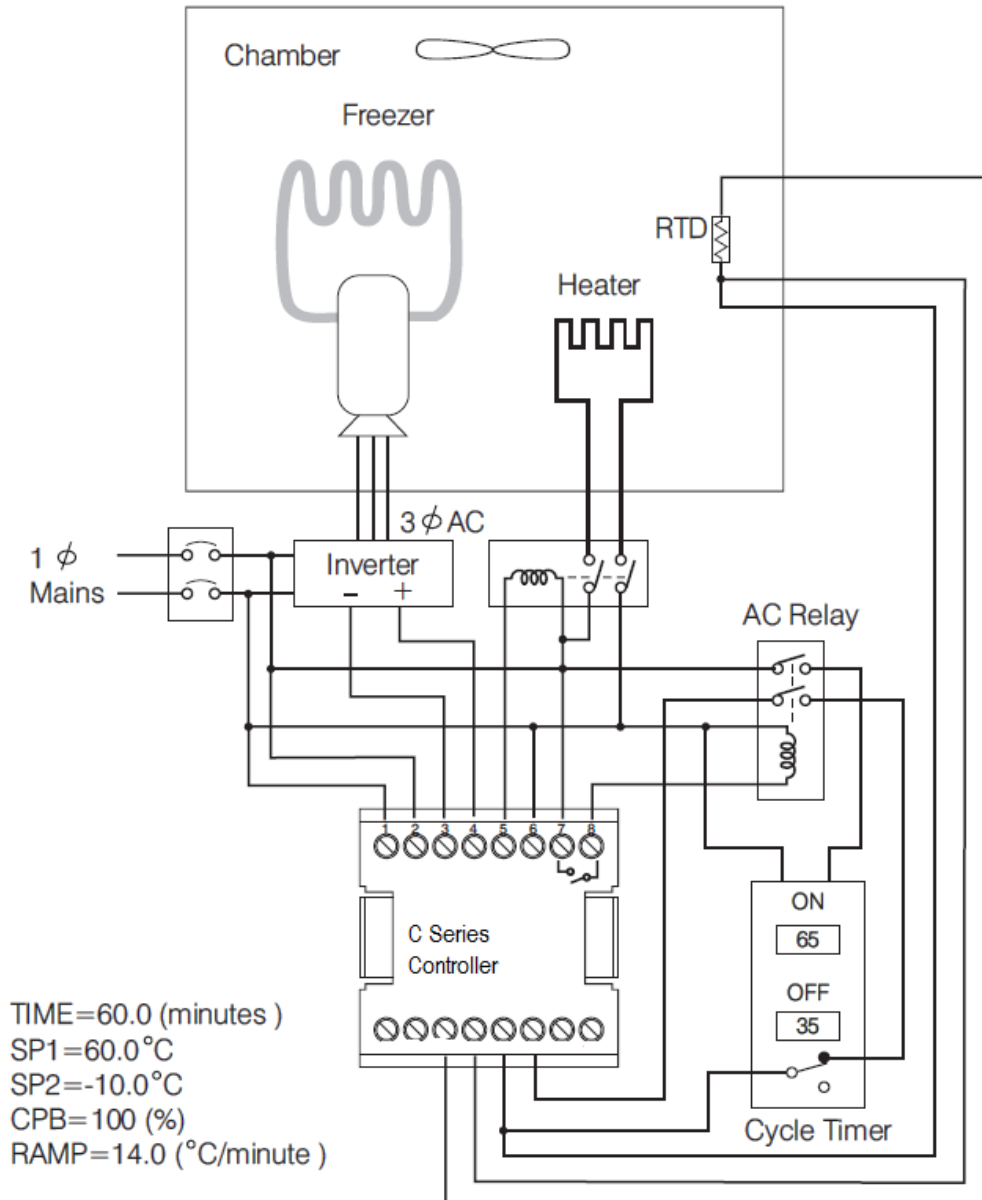 Chamber
Freezer
RTD
Heater
3 ϕ AC
1 ϕ
Mains
Inverter
− +
AC Relay
1 2 3 4 5 6 7 8
ON
65
C Series
Controller
OFF
35
TIME=60.0 (minutes )
SP1=60.0°C
SP2=-10.0°C
CPB=100 (%)
RAMP=14.0 (°C/minute )
Cycle Timer